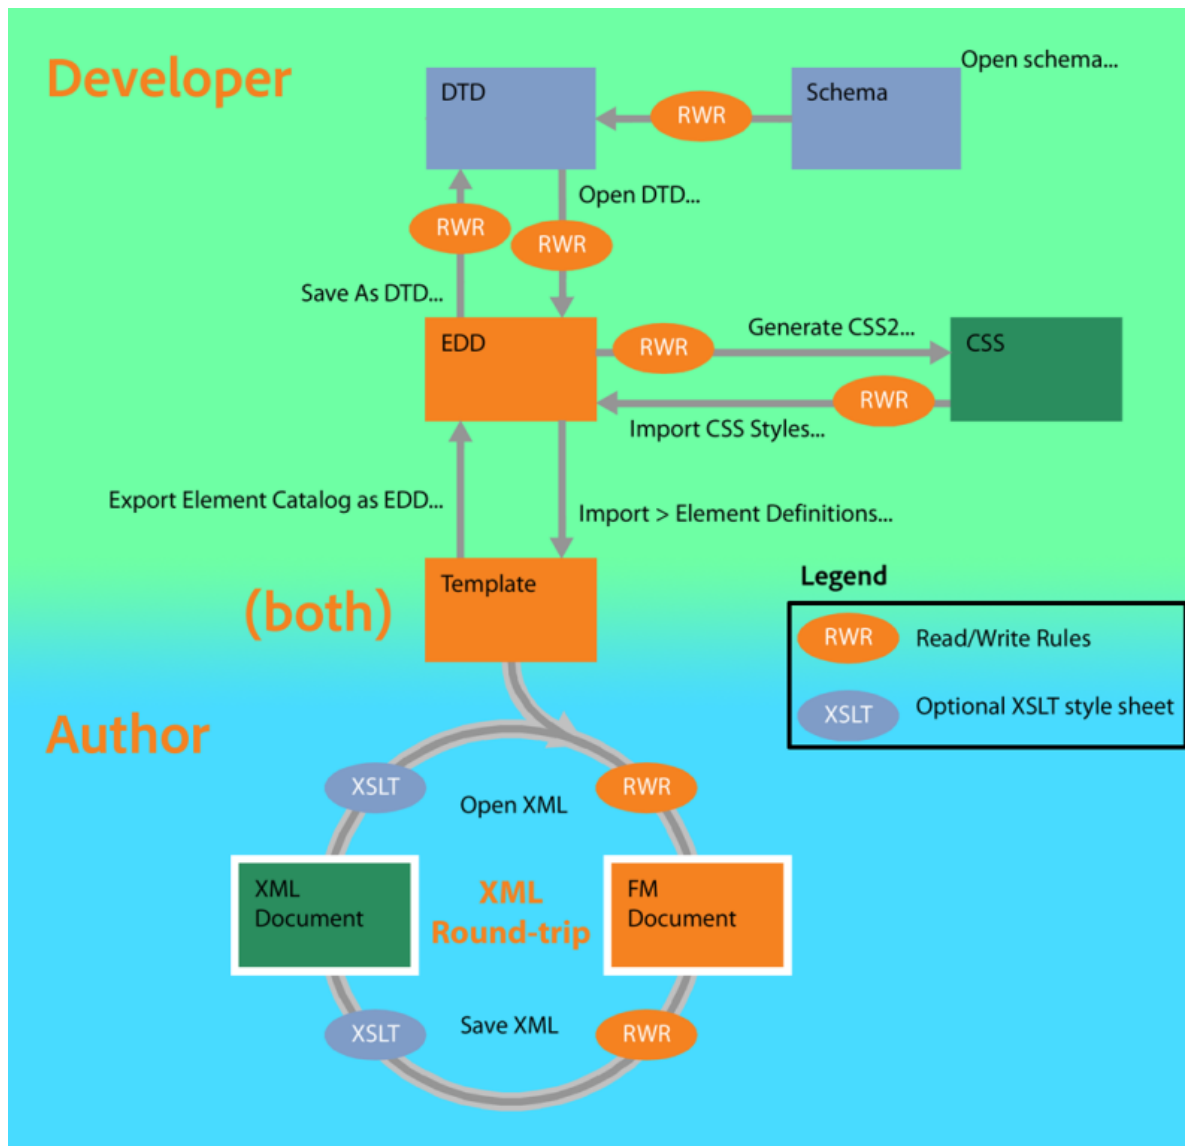 Developer
DTD
Schema
Open schema...
RWR
Open DTD...
RWR
RWR
Save As DTD...
EDD
RWR
Generate CSS2...
CSS
RWR
Import CSS Styles...
Export Element Catalog as EDD...
Import > Element Definitions...
(both)
Template
Legend
RWR
Read/Write Rules
XSLT
Optional XSLT style sheet
Author
XSLT
Open XML
RWR
XML
Document
XML
Round-trip
FM
Document
XSLT
Save XML
RWR